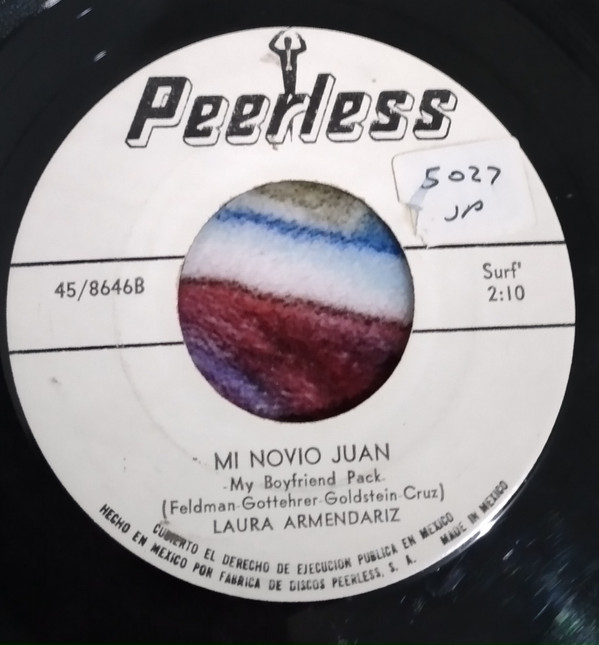 Peerless
5027
JP
45/8646B
Surf'
2:10
MI NOVIO JUAN
-My Boyfriend Pack-
(Feldman-Gottehrer-Goldstein-Cruz)
LAURA ARMENDARIZ
CUBIERTO EL DERECHO DE EJECUCION PUBLICA EN MEXICO
HECHO EN MEXICO POR FABRICA DE DISCOS PEERLESS, S. A.
MADE IN MEXICO